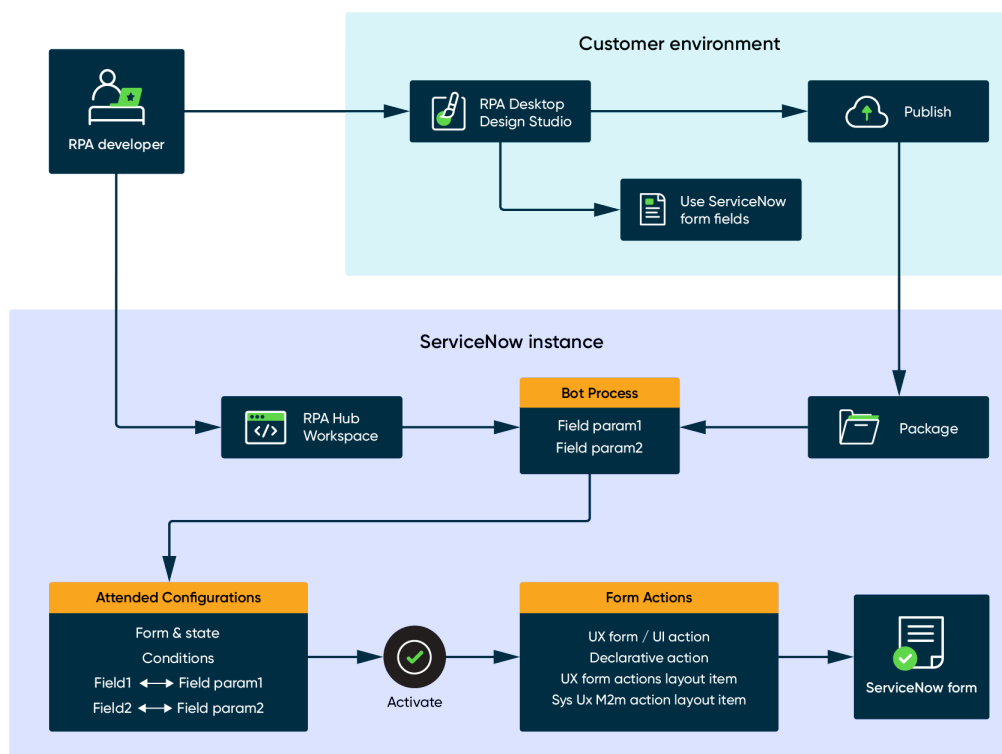 Customer environment
RPA developer
RPA Desktop
Design Studio
Publish
Use ServiceNow
form fields
ServiceNow instance
RPA Hub
Workspace
Bot Process
Field param1
Field param2
Package
Attended Configurations
Form & state
Conditions
Field1 ⟷ Field param1
Field2 ⟷ Field param2
Activate
Form Actions
UX form / UI action
Declarative action
UX form actions layout item
Sys Ux M2m action layout item
ServiceNow form